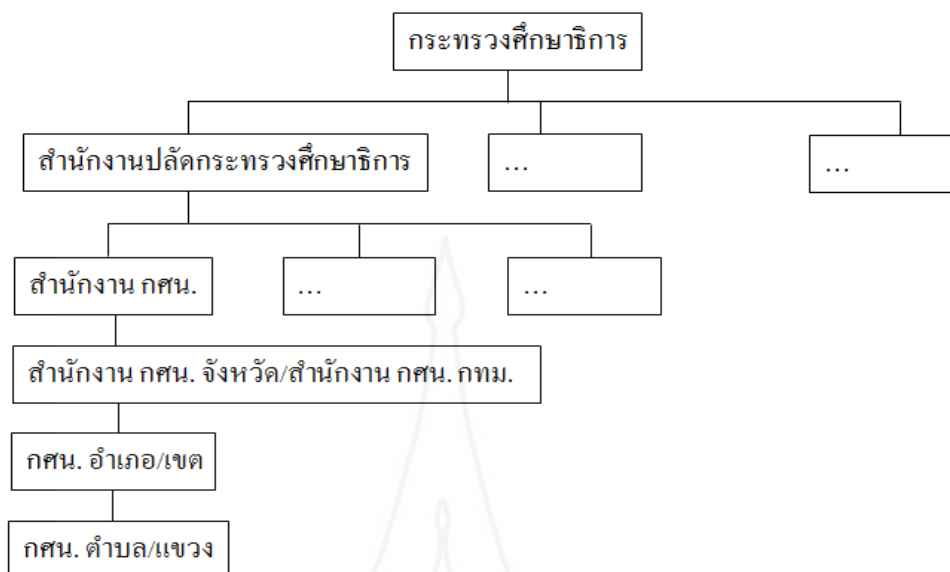 กระทรวงศึกษาธิการ
สำนักงานปลัดกระทรวงศึกษาธิการ
...
...
สำนักงาน กศน.
...
...
สำนักงาน กศน. จังหวัด/สำนักงาน กศน. กทม.
กศน. อำเภอ/เขต
กศน. ตำบล/แขวง